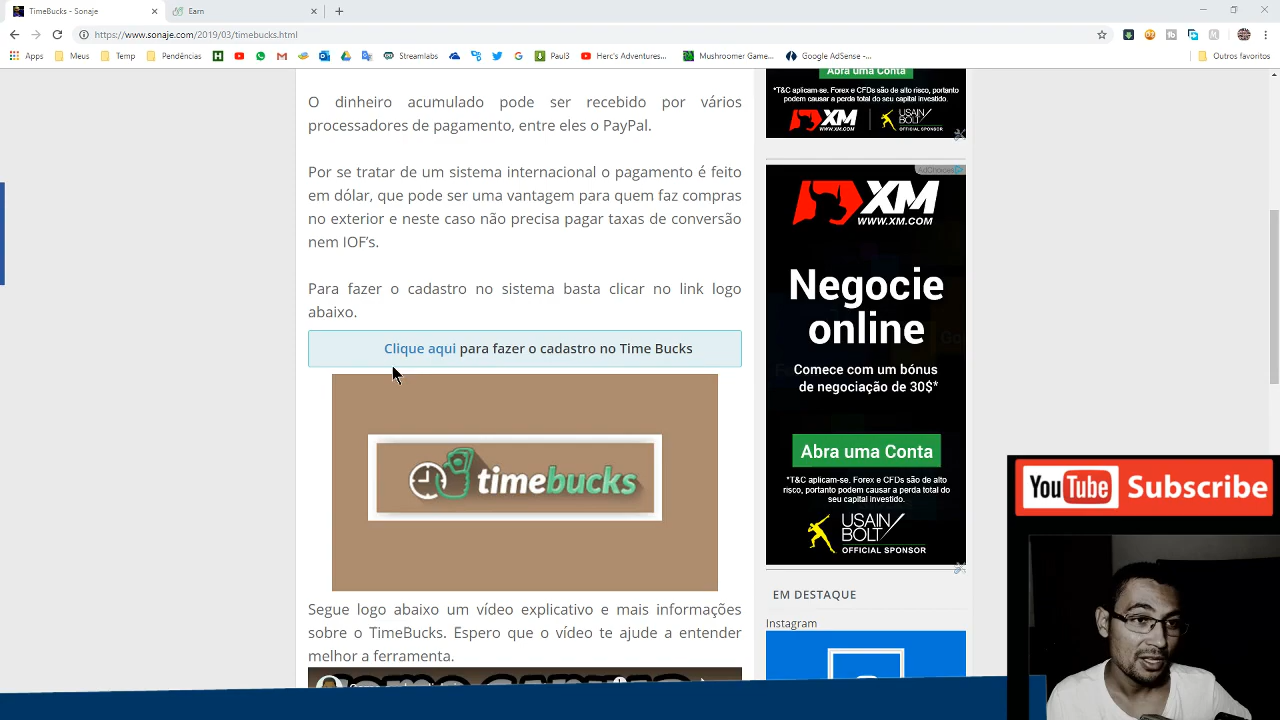 TimeBucks - Sonaje
Earn
https://www.sonaje.com/2019/03/timebucks.html
Apps Meus Temp Pendências Streamlabs Paul3 Herc's Adventures... Mushroomer Game... Google AdSense -... Outros favoritos
O dinheiro acumulado pode ser recebido por vários
processadores de pagamento, entre eles o PayPal.
Por se tratar de um sistema internacional o pagamento é feito
em dólar, que pode ser uma vantagem para quem faz compras
no exterior e neste caso não precisa pagar taxas de conversão
nem IOF's.
Para fazer o cadastro no sistema basta clicar no link logo
abaixo.
Clique aqui para fazer o cadastro no Time Bucks
timebucks
Segue logo abaixo um vídeo explicativo e mais informações
sobre o TimeBucks. Espero que o vídeo te ajude a entender
melhor a ferramenta.
Abra uma Conta
*T&C aplicam-se. Forex e CFDs são de alto risco, portanto
podem causar a perda total do seu capital investido.
XM
USAIN
BOLT
OFFICIAL SPONSOR
AdChoices
XM
WWW.XM.COM
Negocie
online
Comece com um bónus
de negociação de 30$*
Abra uma Conta
*T&C aplicam-se. Forex e CFDs são de alto
risco, portanto podem causar a perda total do
seu capital investido.
USAIN
BOLT
OFFICIAL SPONSOR
EM DESTAQUE
Instagram
YouTube Subscribe